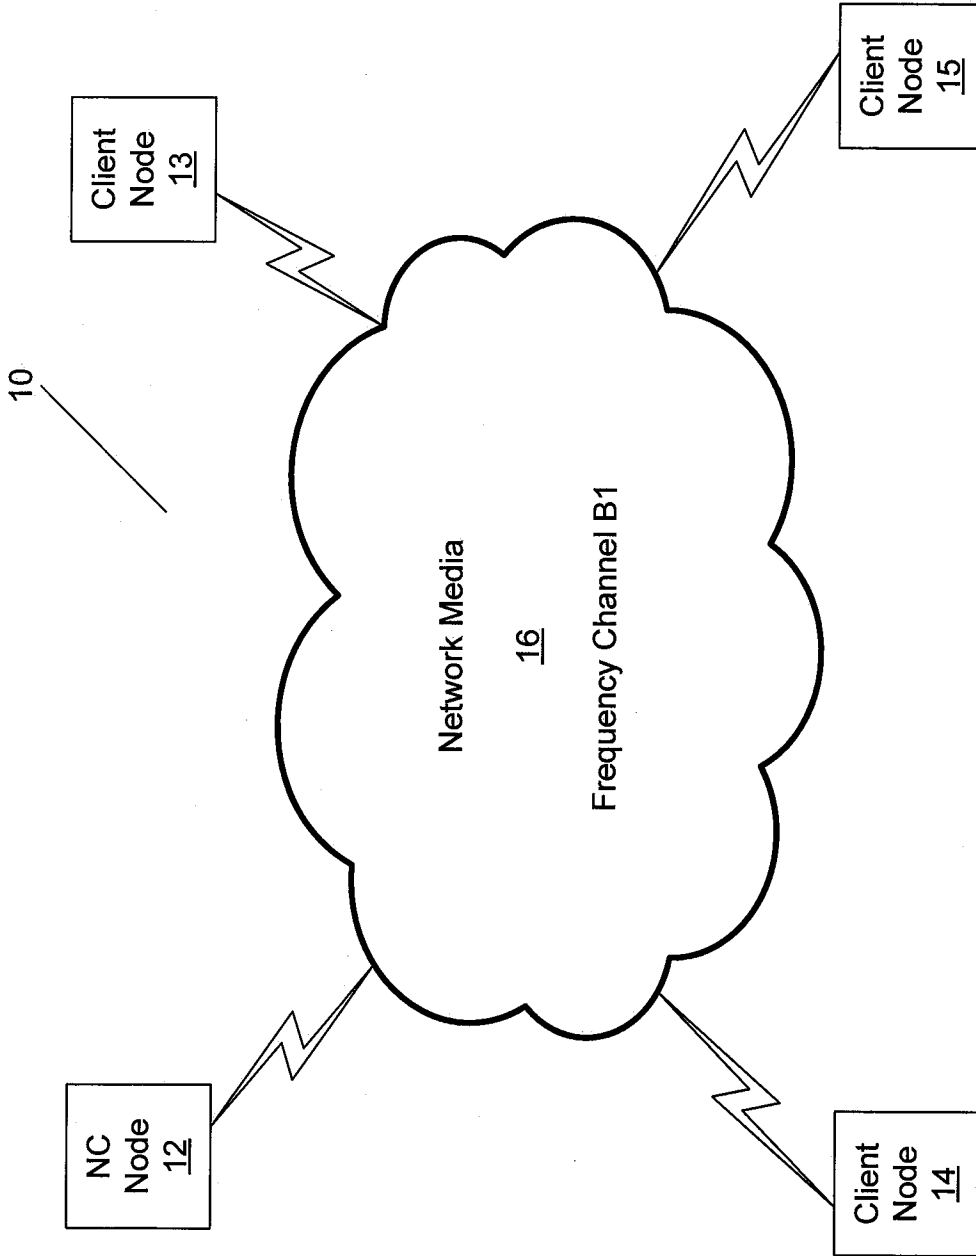 10
NC
Node
12
Client
Node
13
Network Media
16
Frequency Channel B1
Client
Node
14
Client
Node
15